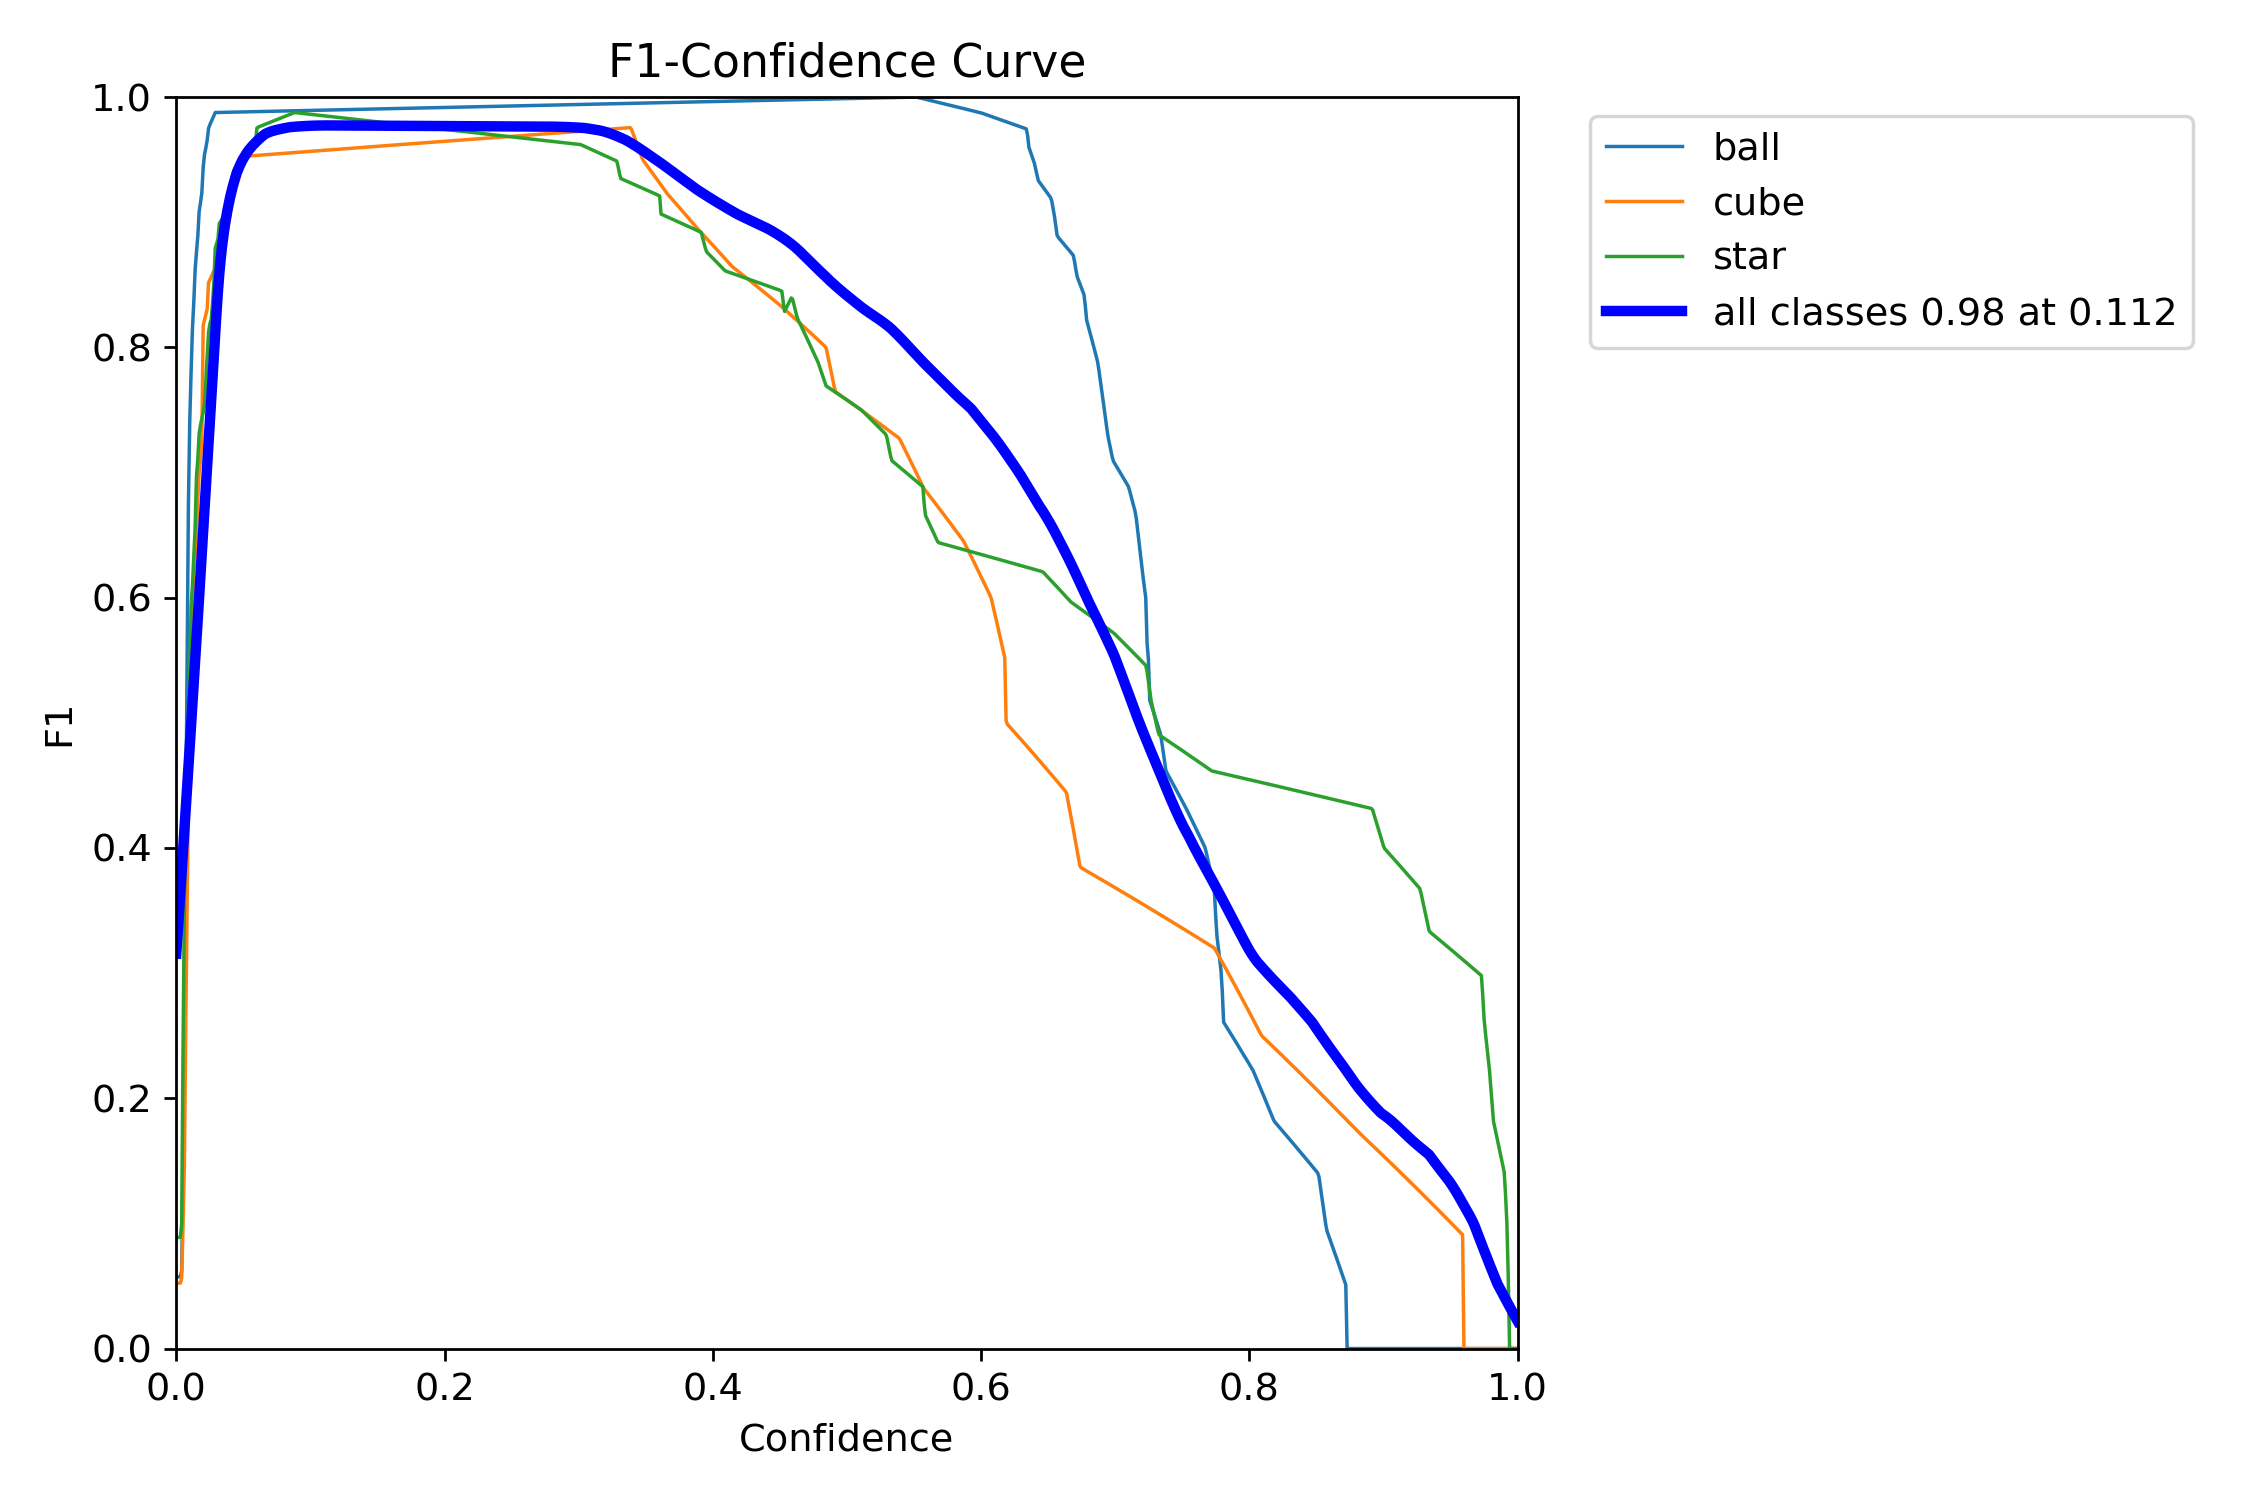 F1-Confidence Curve
1.0
0.8
0.6
0.4
0.2
0.0
F1
0.0 0.2 0.4 0.6 0.8 1.0
Confidence
ball
cube
star
all classes 0.98 at 0.112